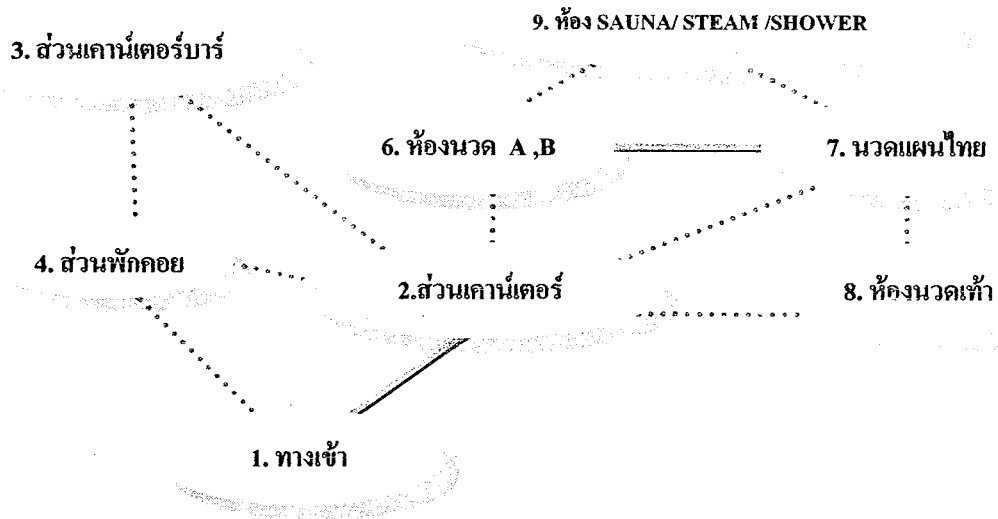 9. ห้อง SAUNA/ STEAM /SHOWER
3. ส่วนเคาน์เตอร์บาร์
6. ห้องนวด A ,B
7. นวดแผนไทย
4. ส่วนพักคอย
2.ส่วนเคาน์เตอร์
8. ห้องนวดเท้า
1. ทางเข้า